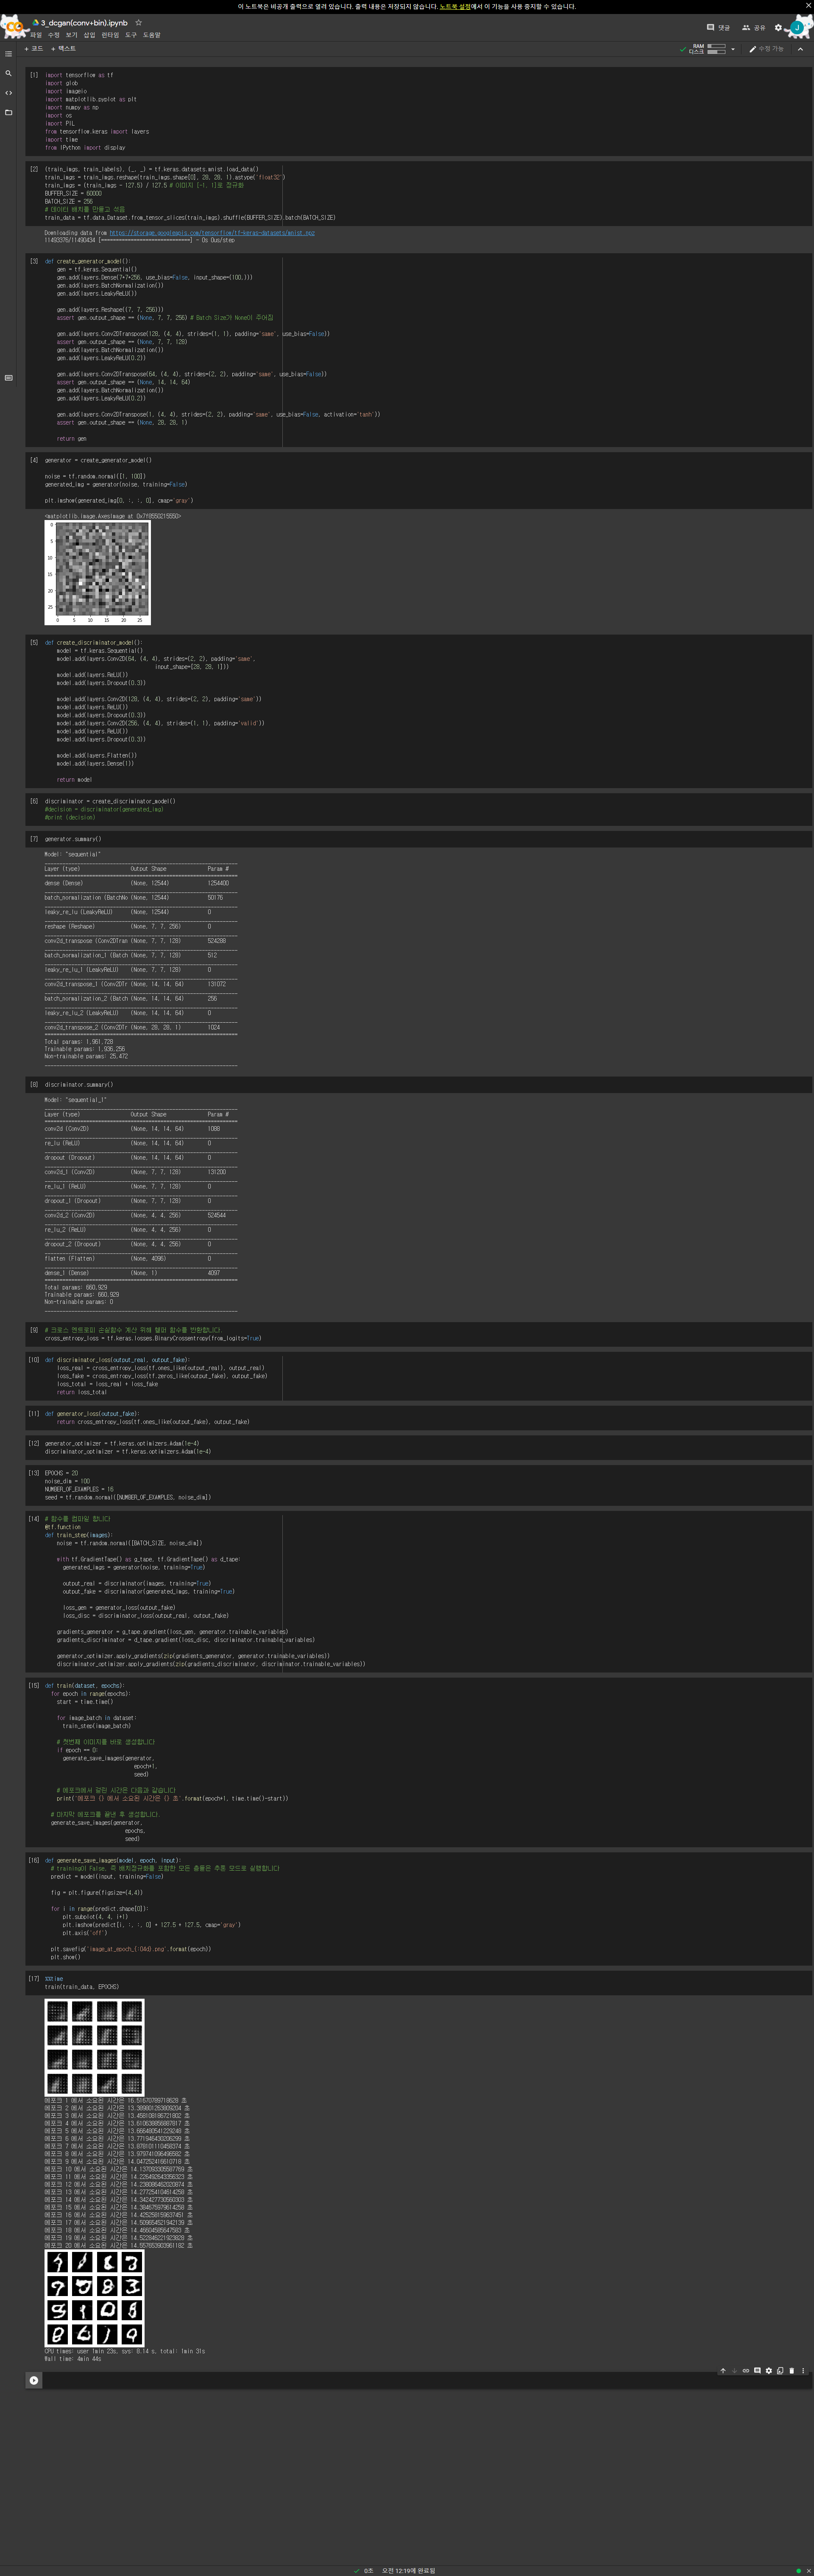 이 노트북은 비공개 출력으로 열려 있습니다. 출력 내용은 저장되지 않습니다. 노트북 설정에서 이 기능을 사용 중지할 수 있습니다.
3_dcgan(conv+bin).ipynb
파일 수정 보기 삽입 런타임 도구 도움말
댓글 공유 J
+ 코드 + 텍스트
RAM
디스크
수정 가능
[1] import tensorflow as tf
import glob
import imageio
import matplotlib.pyplot as plt
import numpy as np
import os
import PIL
from tensorflow.keras import layers
import time
from IPython import display
[2] (train_imgs, train_labels), (_, _) = tf.keras.datasets.mnist.load_data()
train_imgs = train_imgs.reshape(train_imgs.shape[0], 28, 28, 1).astype('float32')
train_imgs = (train_imgs - 127.5) / 127.5 # 이미지 [-1, 1]로 정규화
BUFFER_SIZE = 60000
BATCH_SIZE = 256
# 데이터 배치를 만들고 섞음
train_data = tf.data.Dataset.from_tensor_slices(train_imgs).shuffle(BUFFER_SIZE).batch(BATCH_SIZE)
Downloading data from https://storage.googleapis.com/tensorflow/tf-keras-datasets/mnist.npz
11493376/11490434 [==============================] - 0s 0us/step
[3] def create_generator_model():
gen = tf.keras.Sequential()
gen.add(layers.Dense(7*7*256, use_bias=False, input_shape=(100,)))
gen.add(layers.BatchNormalization())
gen.add(layers.LeakyReLU())
gen.add(layers.Reshape((7, 7, 256)))
assert gen.output_shape == (None, 7, 7, 256) # Batch Size가 None이 주어짐
gen.add(layers.Conv2DTranspose(128, (4, 4), strides=(1, 1), padding='same', use_bias=False))
assert gen.output_shape == (None, 7, 7, 128)
gen.add(layers.BatchNormalization())
gen.add(layers.LeakyReLU(0.2))
gen.add(layers.Conv2DTranspose(64, (4, 4), strides=(2, 2), padding='same', use_bias=False))
assert gen.output_shape == (None, 14, 14, 64)
gen.add(layers.BatchNormalization())
gen.add(layers.LeakyReLU(0.2))
gen.add(layers.Conv2DTranspose(1, (4, 4), strides=(2, 2), padding='same', use_bias=False, activation='tanh'))
assert gen.output_shape == (None, 28, 28, 1)
return gen
[4] generator = create_generator_model()
noise = tf.random.normal([1, 100])
generated_img = generator(noise, training=False)
plt.imshow(generated_img[0, :, :, 0], cmap='gray')
<matplotlib.image.AxesImage at 0x7f9550215550>
0
5
10
15
20
25
0 5 10 15 20 25
[5] def create_discriminator_model():
model = tf.keras.Sequential()
model.add(layers.Conv2D(64, (4, 4), strides=(2, 2), padding='same',
input_shape=[28, 28, 1]))
model.add(layers.ReLU())
model.add(layers.Dropout(0.3))
model.add(layers.Conv2D(128, (4, 4), strides=(2, 2), padding='same'))
model.add(layers.ReLU())
model.add(layers.Dropout(0.3))
model.add(layers.Conv2D(256, (4, 4), strides=(1, 1), padding='valid'))
model.add(layers.ReLU())
model.add(layers.Dropout(0.3))
model.add(layers.Flatten())
model.add(layers.Dense(1))
return model
[6] discriminator = create_discriminator_model()
#decision = discriminator(generated_img)
#print (decision)
[7] generator.summary()
Model: "sequential"
Layer (type) Output Shape Param #
dense (Dense) (None, 12544) 1254400
batch_normalization (BatchNo (None, 12544) 50176
leaky_re_lu (LeakyReLU) (None, 12544) 0
reshape (Reshape) (None, 7, 7, 256) 0
conv2d_transpose (Conv2DTran (None, 7, 7, 128) 524288
batch_normalization_1 (Batch (None, 7, 7, 128) 512
leaky_re_lu_1 (LeakyReLU) (None, 7, 7, 128) 0
conv2d_transpose_1 (Conv2DTr (None, 14, 14, 64) 131072
batch_normalization_2 (Batch (None, 14, 14, 64) 256
leaky_re_lu_2 (LeakyReLU) (None, 14, 14, 64) 0
conv2d_transpose_2 (Conv2DTr (None, 28, 28, 1) 1024
Total params: 1,961,728
Trainable params: 1,936,256
Non-trainable params: 25,472
[8] discriminator.summary()
Model: "sequential_1"
Layer (type) Output Shape Param #
conv2d (Conv2D) (None, 14, 14, 64) 1088
re_lu (ReLU) (None, 14, 14, 64) 0
dropout (Dropout) (None, 14, 14, 64) 0
conv2d_1 (Conv2D) (None, 7, 7, 128) 131200
re_lu_1 (ReLU) (None, 7, 7, 128) 0
dropout_1 (Dropout) (None, 7, 7, 128) 0
conv2d_2 (Conv2D) (None, 4, 4, 256) 524544
re_lu_2 (ReLU) (None, 4, 4, 256) 0
dropout_2 (Dropout) (None, 4, 4, 256) 0
flatten (Flatten) (None, 4096) 0
dense_1 (Dense) (None, 1) 4097
Total params: 660,929
Trainable params: 660,929
Non-trainable params: 0
[9] # 크로스 엔트로피 손실함수 계산 위해 헬퍼 함수를 반환합니다.
cross_entropy_loss = tf.keras.losses.BinaryCrossentropy(from_logits=True)
[10] def discriminator_loss(output_real, output_fake):
loss_real = cross_entropy_loss(tf.ones_like(output_real), output_real)
loss_fake = cross_entropy_loss(tf.zeros_like(output_fake), output_fake)
loss_total = loss_real + loss_fake
return loss_total
[11] def generator_loss(output_fake):
return cross_entropy_loss(tf.ones_like(output_fake), output_fake)
[12] generator_optimizer = tf.keras.optimizers.Adam(1e-4)
discriminator_optimizer = tf.keras.optimizers.Adam(1e-4)
[13] EPOCHS = 20
noise_dim = 100
NUMBER_OF_EXAMPLES = 16
seed = tf.random.normal([NUMBER_OF_EXAMPLES, noise_dim])
[14] # 함수를 컴파일 합니다
@tf.function
def train_step(images):
noise = tf.random.normal([BATCH_SIZE, noise_dim])
with tf.GradientTape() as g_tape, tf.GradientTape() as d_tape:
generated_imgs = generator(noise, training=True)
output_real = discriminator(images, training=True)
output_fake = discriminator(generated_imgs, training=True)
loss_gen = generator_loss(output_fake)
loss_disc = discriminator_loss(output_real, output_fake)
gradients_generator = g_tape.gradient(loss_gen, generator.trainable_variables)
gradients_discriminator = d_tape.gradient(loss_disc, discriminator.trainable_variables)
generator_optimizer.apply_gradients(zip(gradients_generator, generator.trainable_variables))
discriminator_optimizer.apply_gradients(zip(gradients_discriminator, discriminator.trainable_variables))
[15] def train(dataset, epochs):
for epoch in range(epochs):
start = time.time()
for image_batch in dataset:
train_step(image_batch)
# 첫번째 이미지를 바로 생성합니다
if epoch == 0:
generate_save_images(generator,
epoch+1,
seed)
# 에포크에서 걸린 시간은 다음과 같습니다
print('에포크 {} 에서 소요된 시간은 {} 초'.format(epoch+1, time.time()-start))
# 마지막 에포크를 끝낸 후 생성합니다.
generate_save_images(generator,
epochs,
seed)
[16] def generate_save_images(model, epoch, input):
# training이 False, 즉 배치정규화를 포함한 모든 층들은 추론 모드로 실행합니다
predict = model(input, training=False)
fig = plt.figure(figsize=(4,4))
for i in range(predict.shape[0]):
plt.subplot(4, 4, i+1)
plt.imshow(predict[i, :, :, 0] * 127.5 + 127.5, cmap='gray')
plt.axis('off')
plt.savefig('image_at_epoch_{:04d}.png'.format(epoch))
plt.show()
[17] %%time
train(train_data, EPOCHS)
에포크 1 에서 소요된 시간은 16.51670789718628 초
에포크 2 에서 소요된 시간은 13.389801263809204 초
에포크 3 에서 소요된 시간은 13.458108186721802 초
에포크 4 에서 소요된 시간은 13.610638856887817 초
에포크 5 에서 소요된 시간은 13.666480541229248 초
에포크 6 에서 소요된 시간은 13.771946430206299 초
에포크 7 에서 소요된 시간은 13.878101110458374 초
에포크 8 에서 소요된 시간은 13.979741096496582 초
에포크 9 에서 소요된 시간은 14.047252416610718 초
에포크 10 에서 소요된 시간은 14.137093305587769 초
에포크 11 에서 소요된 시간은 14.226492643356323 초
에포크 12 에서 소요된 시간은 14.238086462020874 초
에포크 13 에서 소요된 시간은 14.277254104614258 초
에포크 14 에서 소요된 시간은 14.342427730560303 초
에포크 15 에서 소요된 시간은 14.384675979614258 초
에포크 16 에서 소요된 시간은 14.425258159637451 초
에포크 17 에서 소요된 시간은 14.509654521942139 초
에포크 18 에서 소요된 시간은 14.46604585647583 초
에포크 19 에서 소요된 시간은 14.522846221923828 초
에포크 20 에서 소요된 시간은 14.557653903961182 초
CPU times: user 1min 23s, sys: 8.14 s, total: 1min 31s
Wall time: 4min 44s
0초 오전 12:19에 완료됨